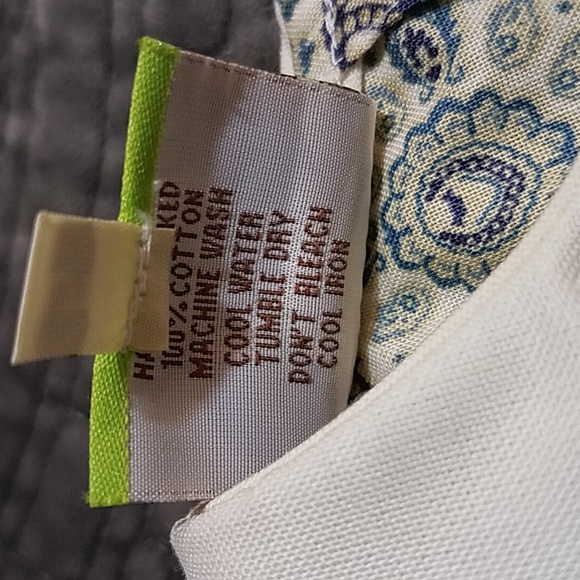 100% COTTON
MACHINE WASH
COOL WATER
TUMBLE DRY
DON'T BLEACH
COOL IRON